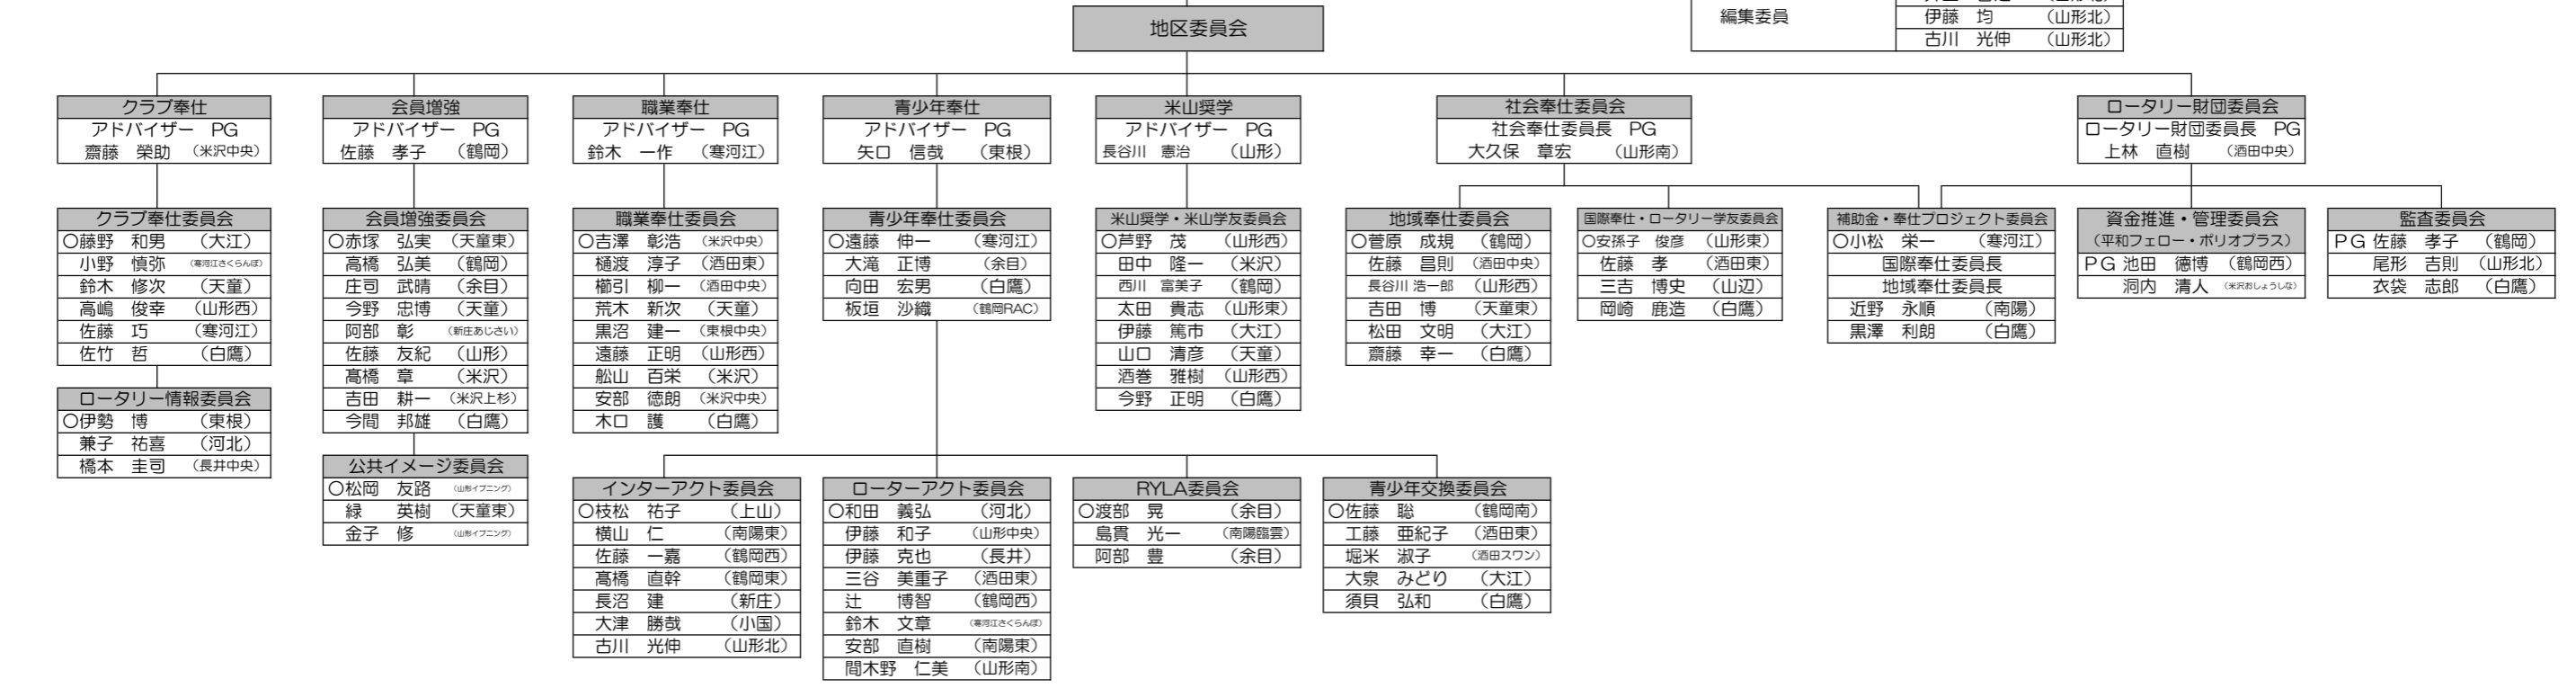 地区委員会
編集委員
伊藤 均 （山形北）
古川 光伸 （山形北）
クラブ奉仕
アドバイザー PG
齋藤 榮助 （米沢中央）
クラブ奉仕委員会
〇藤野 和男 （大江）
小野 慎弥 （寒河江さくらんぼ）
鈴木 修次 （天童）
高嶋 俊幸 （山形西）
佐藤 巧 （寒河江）
佐竹 哲 （白鷹）
ロータリー情報委員会
〇伊勢 博 （東根）
兼子 祐喜 （河北）
橋本 圭司 （長井中央）
会員増強
アドバイザー PG
佐藤 孝子 （鶴岡）
会員増強委員会
〇赤塚 弘実 （天童東）
高橋 弘美 （鶴岡）
庄司 武晴 （余目）
今野 忠博 （天童）
阿部 彰 （新庄あじさい）
佐藤 友紀 （山形）
髙橋 章 （米沢）
吉田 耕一 （米沢上杉）
今間 邦雄 （白鷹）
公共イメージ委員会
〇松岡 友路 （山形イブニング）
緑 英樹 （天童東）
金子 修 （山形イブニング）
職業奉仕
アドバイザー PG
鈴木 一作 （寒河江）
職業奉仕委員会
〇吉澤 彰浩 （米沢中央）
樋渡 淳子 （酒田東）
櫛引 柳一 （酒田中央）
荒木 新次 （天童）
黒沼 建一 （東根中央）
遠藤 正明 （山形西）
舩山 百栄 （米沢）
安部 徳朗 （米沢中央）
木口 護 （白鷹）
青少年奉仕
アドバイザー PG
矢口 信哉 （東根）
青少年奉仕委員会
〇遠藤 伸一 （寒河江）
大滝 正博 （余目）
向田 宏男 （白鷹）
板垣 沙織 （鶴岡RAC）
インターアクト委員会
〇枝松 祐子 （上山）
横山 仁 （南陽東）
佐藤 一嘉 （鶴岡西）
髙橋 直幹 （鶴岡東）
長沼 建 （新庄）
大津 勝哉 （小国）
古川 光伸 （山形北）
ローターアクト委員会
〇和田 義弘 （河北）
伊藤 和子 （山形中央）
伊藤 克也 （長井）
三谷 美重子 （酒田東）
辻 博智 （鶴岡西）
鈴木 文章 （寒河江さくらんぼ）
安部 直樹 （南陽東）
間木野 仁美 （山形南）
RYLA委員会
〇渡部 晃 （余目）
島貫 光一 （南陽臨雲）
阿部 豊 （余目）
青少年交換委員会
〇佐藤 聡 （鶴岡南）
工藤 亜紀子 （酒田東）
堀米 淑子 （酒田スワン）
大泉 みどり （大江）
須貝 弘和 （白鷹）
米山奨学
アドバイザー PG
長谷川 憲治 （山形）
米山奨学・米山学友委員会
〇芦野 茂 （山形西）
田中 隆一 （米沢）
西川 富美子 （鶴岡）
太田 貴志 （山形東）
伊藤 篤市 （大江）
山口 清彦 （天童）
酒巻 雅樹 （山形西）
今野 正明 （白鷹）
社会奉仕委員会
社会奉仕委員長 PG
大久保 章宏 （山形南）
地域奉仕委員会
〇菅原 成規 （鶴岡）
佐藤 昌則 （酒田中央）
長谷川 浩一郎 （山形西）
吉田 博 （天童東）
松田 文明 （大江）
齋藤 幸一 （白鷹）
国際奉仕・ロータリー学友委員会
〇安孫子 俊彦 （山形東）
佐藤 孝 （酒田東）
三吉 博史 （山辺）
岡崎 鹿造 （白鷹）
補助金・奉仕プロジェクト委員会
〇小松 栄一 （寒河江）
国際奉仕委員長
地域奉仕委員長
近野 永順 （南陽）
黒澤 利朗 （白鷹）
ロータリー財団委員会
ロータリー財団委員長 PG
上林 直樹 （酒田中央）
資金推進・管理委員会
（平和フェロー・ポリオプラス）
ＰＧ 池田 德博 （鶴岡西）
洞内 清人 （米沢おしょうしな）
監査委員会
ＰＧ 佐藤 孝子 （鶴岡）
尾形 吉則 （山形北）
衣袋 志郎 （白鷹）